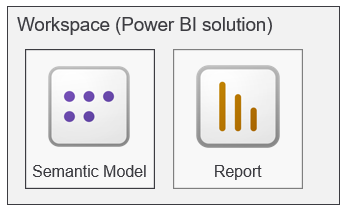 Workspace (Power BI solution)
Semantic Model
Report